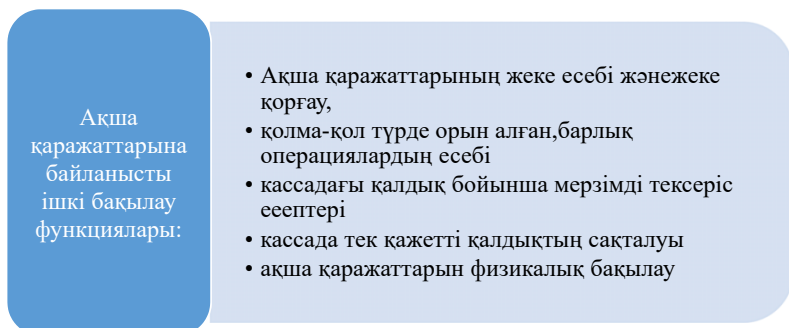 Ақша
қаражаттарына
байланысты
ішкі бақылау
функциялары:
• Ақша қаражаттарының жеке есебі жәнежеке
қорғау,
• қолма-қол түрде орын алған,барлық
операциялардың есебі
• кассадағы қалдық бойынша мерзімді тексеріс
ееептері
• кассада тек қажетті қалдықтың сақталуы
• ақша қаражаттарын физикалық бақылау